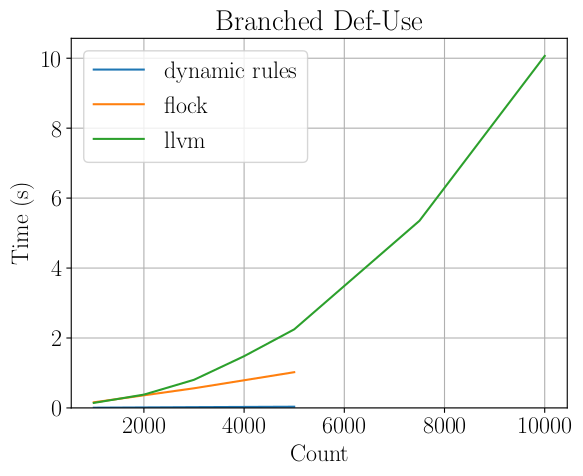 Branched Def-Use
dynamic rules
flock
llvm
Time (s)
10
8
6
4
2
0
2000 4000 6000 8000 10000
Count